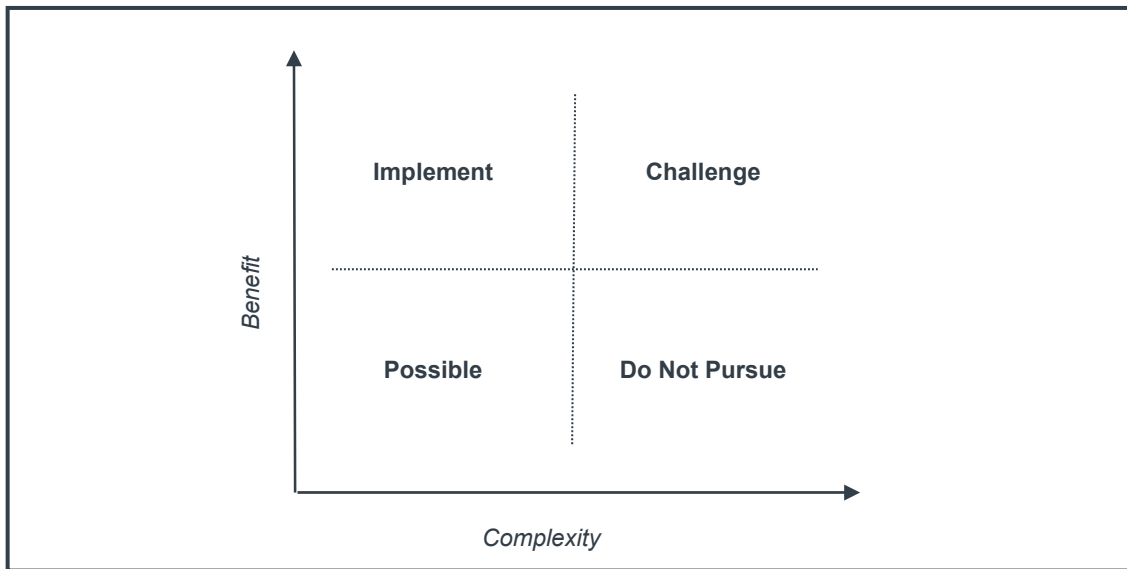 Implement
Challenge
Benefit
Possible
Do Not Pursue
Complexity